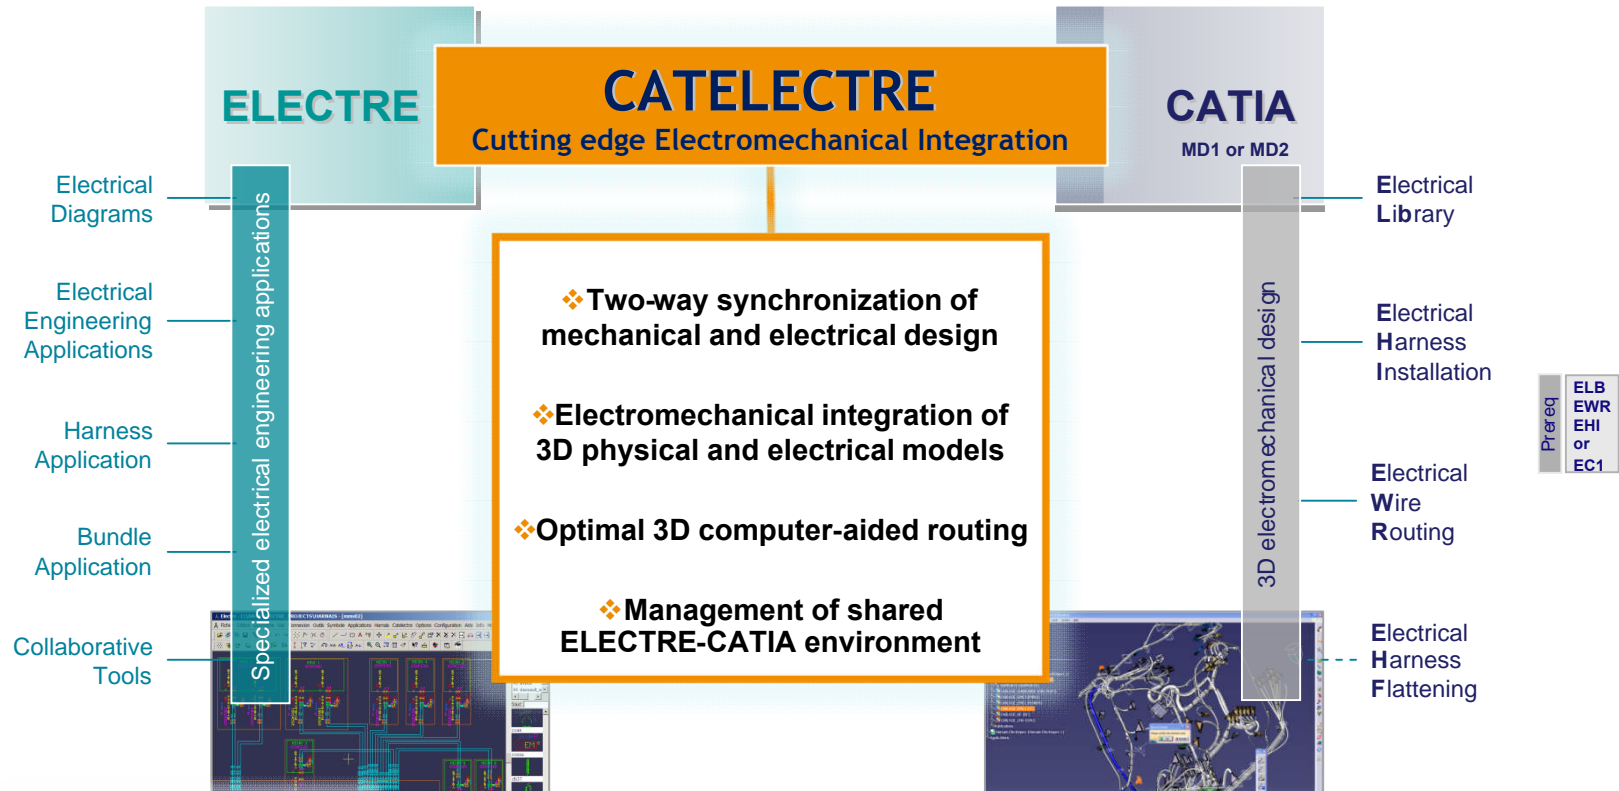 ELECTRE
CATELECTRE
Cutting edge Electromechanical Integration
CATIA
MD1 or MD2
Electrical
Diagrams
Electrical
Engineering
Applications
Harness
Application
Bundle
Application
Collaborative
Tools
Specialized electrical engineering applications
Two-way synchronization of
mechanical and electrical design
Electromechanical integration of
3D physical and electrical models
Optimal 3D computer-aided routing
Management of shared
ELECTRE-CATIA environment
3D electromechanical design
Electrical
Library
Electrical
Harness
Installation
Electrical
Wire
Routing
Electrical
Harness
Flattening
Prereq
ELB
EWR
EHI
or
EC1